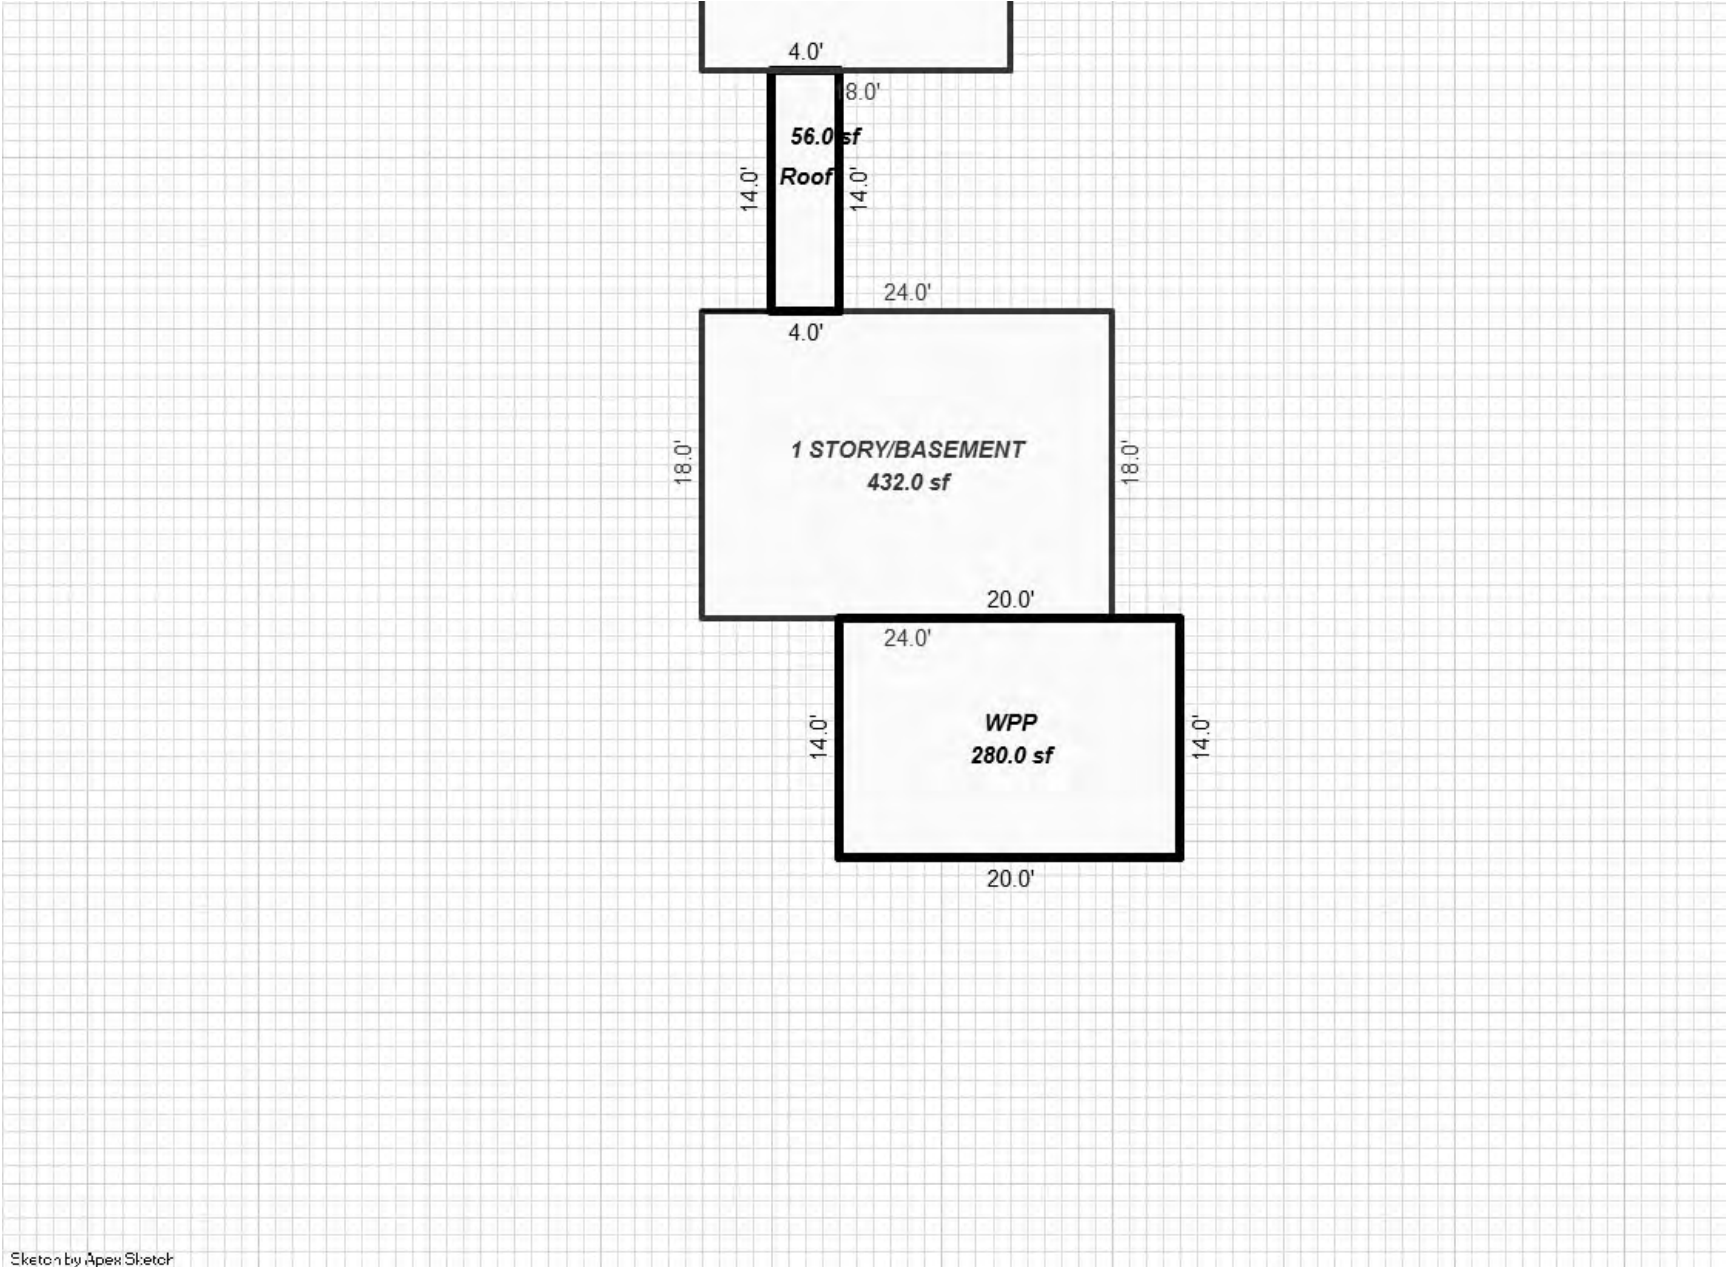 4.0'
8.0'
56.0 sf
Roof
14.0'
14.0'
24.0'
4.0'
1 STORY/BASEMENT
432.0 sf
18.0'
18.0'
20.0'
24.0'
WPP
280.0 sf
14.0'
14.0'
20.0'
Sketch by Apex Sketch